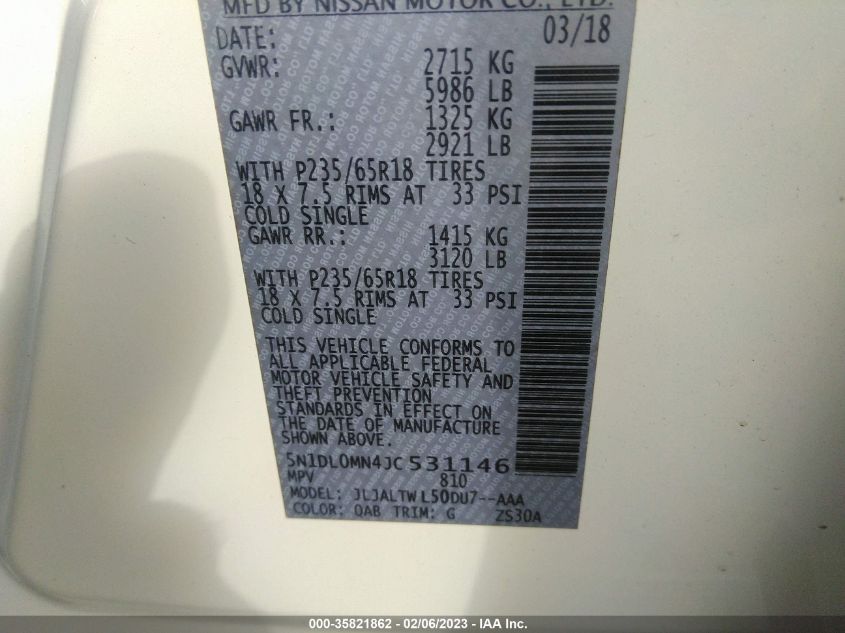 MFD BY NISSAN MOTOR CO., LTD.
DATE: 03/18
GVWR: 2715 KG
5986 LB
GAWR FR.: 1325 KG
2921 LB
WITH P235/65R18 TIRES
18 X 7.5 RIMS AT 33 PSI
COLD SINGLE
GAWR RR.: 1415 KG
3120 LB
WITH P235/65R18 TIRES
18 X 7.5 RIMS AT 33 PSI
COLD SINGLE
THIS VEHICLE CONFORMS TO
ALL APPLICABLE FEDERAL
MOTOR VEHICLE SAFETY AND
THEFT PREVENTION
STANDARDS IN EFFECT ON
THE DATE OF MANUFACTURE
SHOWN ABOVE.
5N1DL0MN4JC531146
MPV 810
MODEL: JLJALTWL50DU7--AAA
COLOR: QAB TRIM: G ZS30A
000-35821862 — 02/06/2023 — IAA Inc.